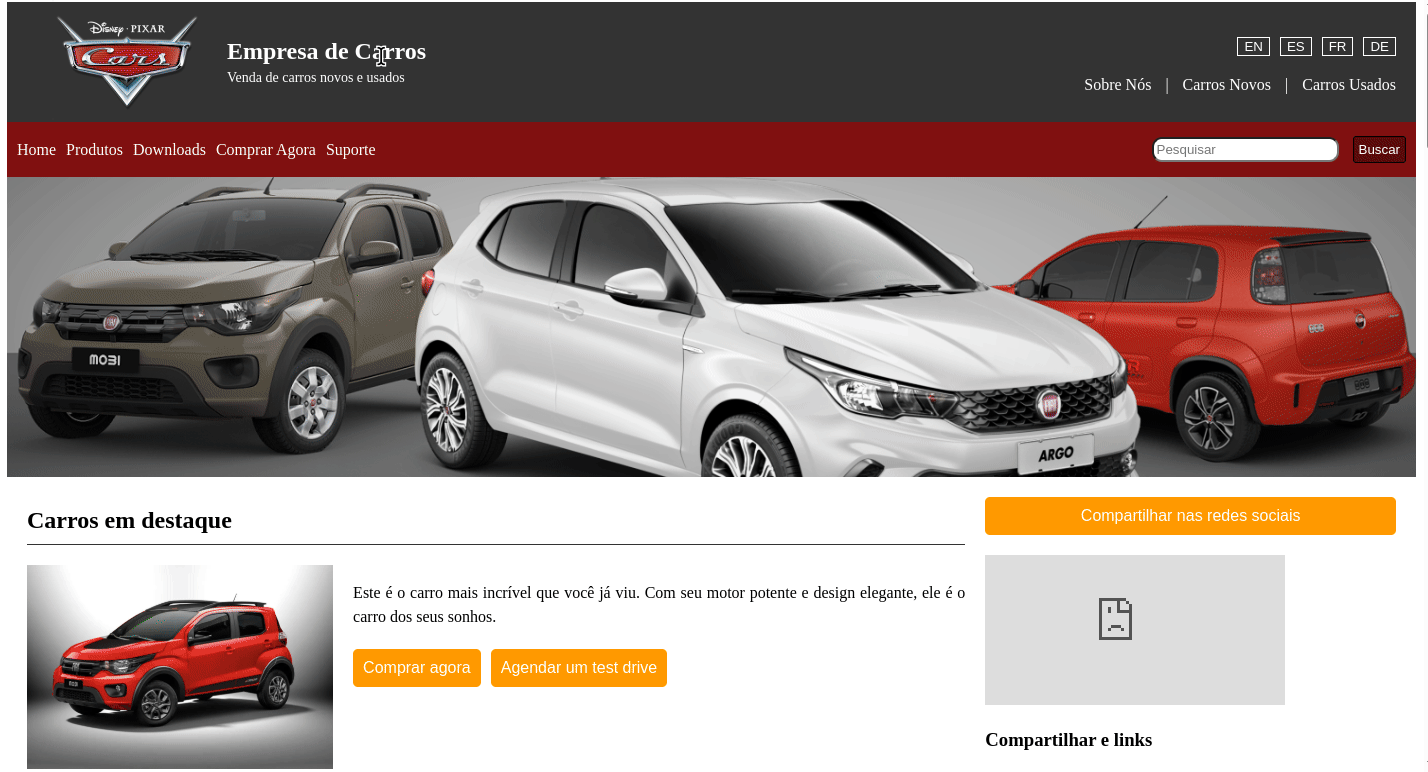 Disney · PIXAR
Cars
Empresa de Carros
Venda de carros novos e usados
EN ES FR DE
Sobre Nós | Carros Novos | Carros Usados
Home Produtos Downloads Comprar Agora Suporte
Pesquisar Buscar
MOBI
FIAT
ARGO
Carros em destaque
Compartilhar nas redes sociais
Este é o carro mais incrível que você já viu. Com seu motor potente e design elegante, ele é o
carro dos seus sonhos.
Comprar agora Agendar um test drive
Compartilhar e links